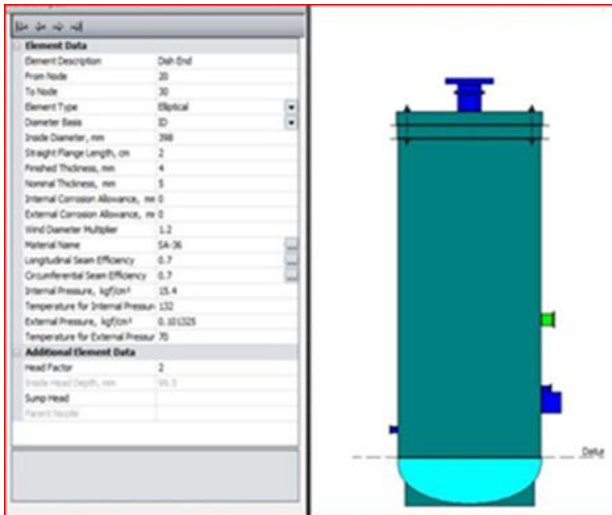 Element Data
Element Description Dish End
From Node 20
To Node 30
Element Type Elliptical
Diameter Basis ID
Inside Diameter, mm 398
Straight Flange Length, cm 2
Finished Thickness, mm 4
Nominal Thickness, mm 5
Internal Corrosion Allowance, mm 0
External Corrosion Allowance, m 0
Wind Diameter Multiplier 1.2
Material Name SA-36
Longitudinal Seam Efficiency 0.7
Circumferential Seam Efficiency 0.7
Internal Pressure, kgf/cm² 15.4
Temperature for Internal Pressur 132
External Pressure, kgf/cm² 0.101325
Temperature for External Pressur 70
Additional Element Data
Head Factor 2
Inside Head Depth, mm 99.5
Sump Head
Parent Nozzle
Datur